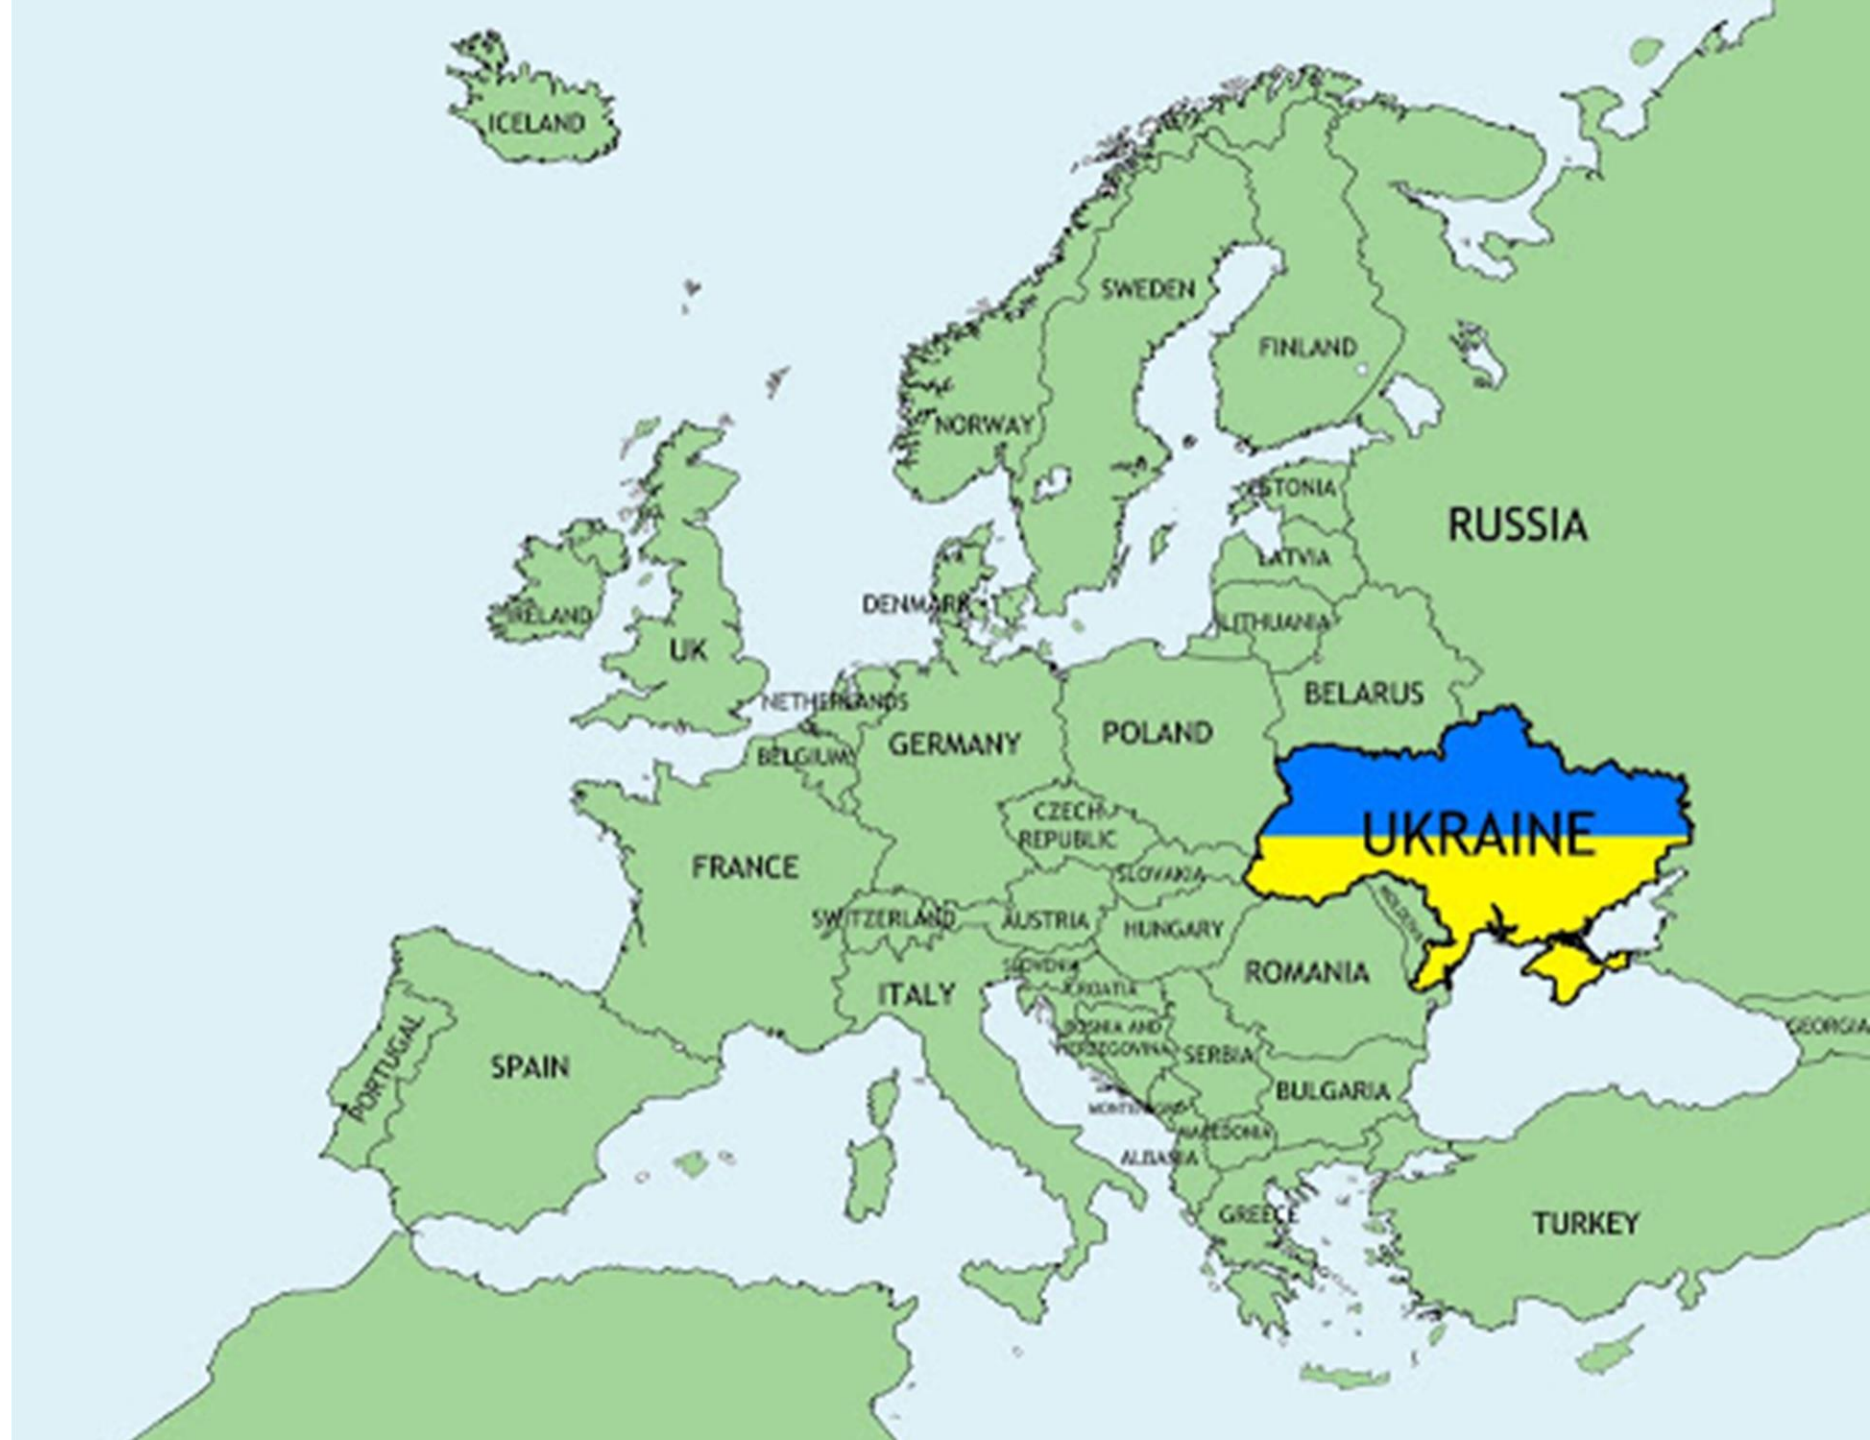 ICELAND
SWEDEN
FINLAND
NORWAY
ESTONIA
RUSSIA
LATVIA
DENMARK
IRELAND
LITHUANIA
UK
BELARUS
NETHERLANDS
POLAND
GERMANY
BELGIUM
CZECH
REPUBLIC
UKRAINE
FRANCE
SLOVAKIA
SWITZERLAND
AUSTRIA
HUNGARY
MOLDOVA
SLOVENIA
ROMANIA
CROATIA
ITALY
BOSNIA AND
HERZEGOVINA
GEORGIA
SERBIA
PORTUGAL
SPAIN
BULGARIA
MONTENEGRO
MACEDONIA
ALBANIA
GREECE
TURKEY